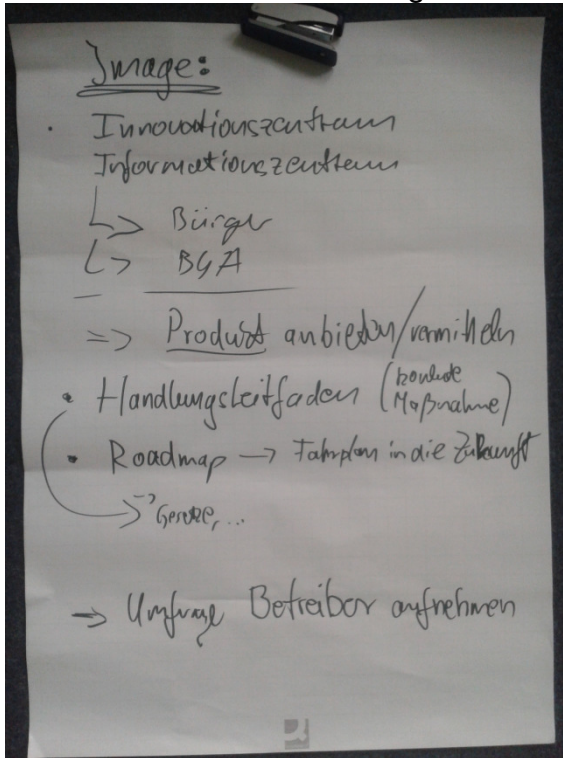 Image:
• Innovationszentrum
Informationszentrum
↳ Bürger
↳ BGA
=> Produkt anbieten/vermitteln
• Handlungsleitfaden (konkrete Maßnahme)
• Roadmap → Fahrplan in die Zukunft
→ Gesetze, ...
→ Umfrage Betreiber aufnehmen